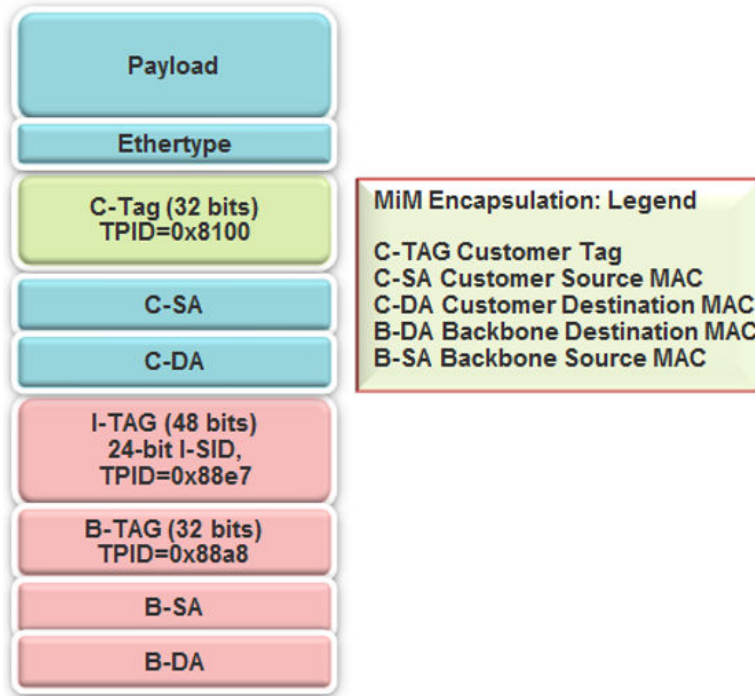 Payload
Ethertype
C-Tag (32 bits)
TPID=0x8100
C-SA
C-DA
I-TAG (48 bits)
24-bit I-SID,
TPID=0x88e7
B-TAG (32 bits)
TPID=0x88a8
B-SA
B-DA
MiM Encapsulation: Legend
C-TAG Customer Tag
C-SA Customer Source MAC
C-DA Customer Destination MAC
B-DA Backbone Destination MAC
B-SA Backbone Source MAC